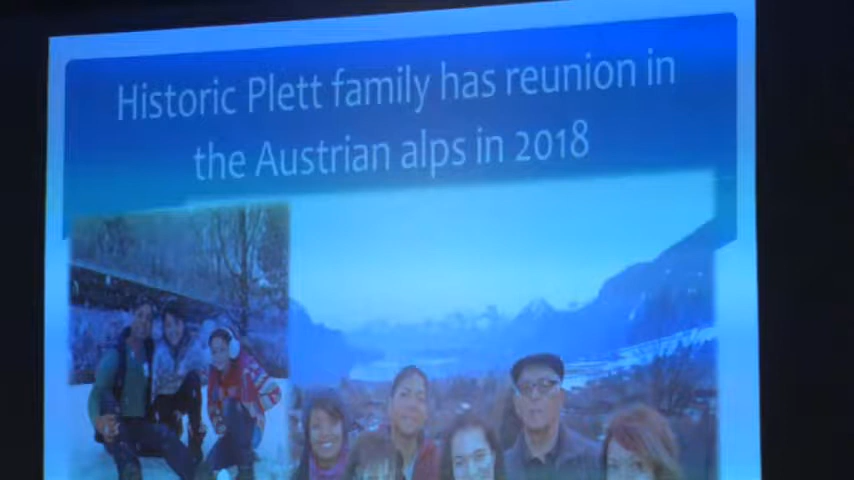 Historic Plett family has reunion in
the Austrian alps in 2018